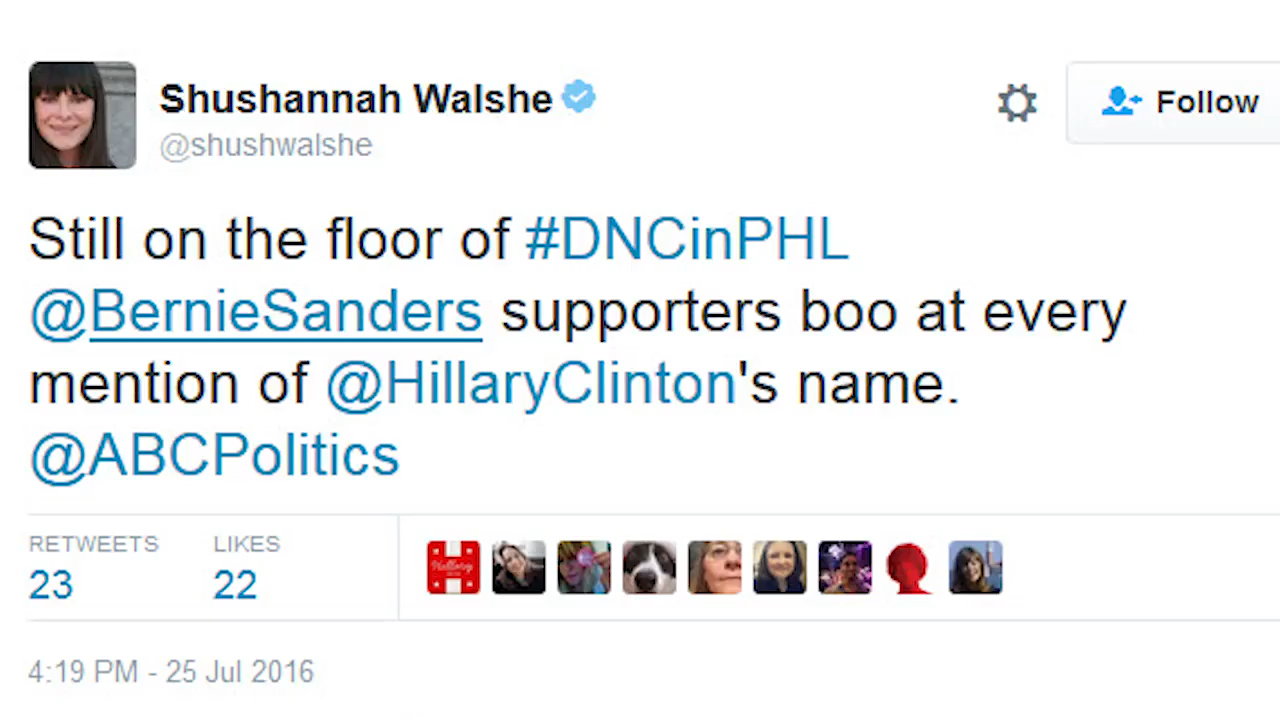 Shushannah Walshe
@shushwalshe
Follow
Still on the floor of #DNCinPHL
@BernieSanders supporters boo at every
mention of @HillaryClinton's name.
@ABCPolitics
RETWEETS LIKES
23 22
4:19 PM - 25 Jul 2016